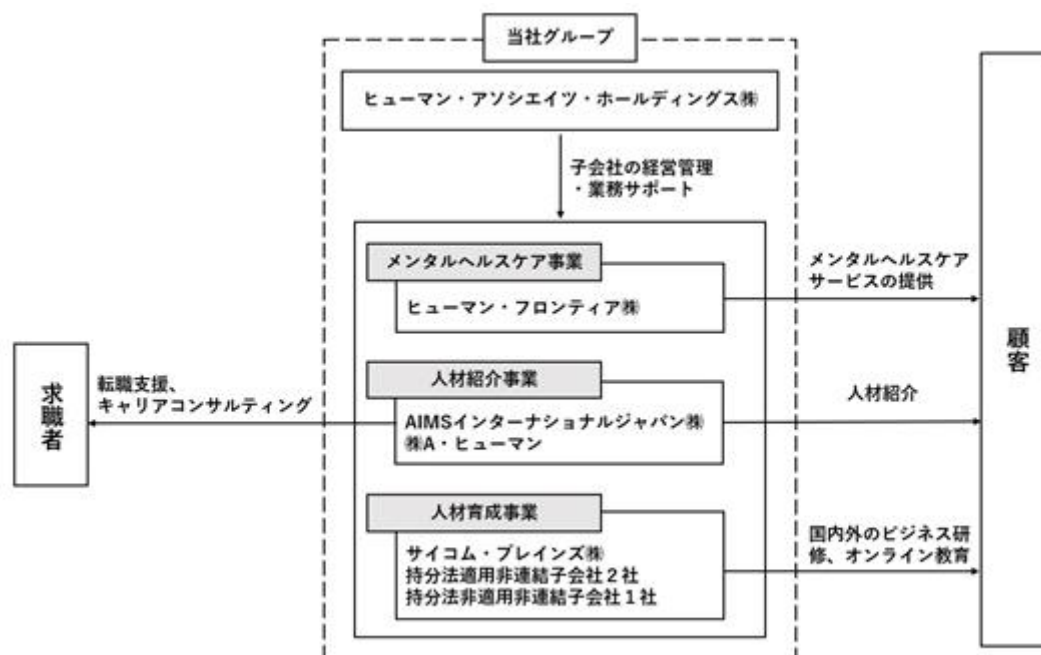 当社グループ
ヒューマン・アソシエイツ・ホールディングス㈱
子会社の経営管理
・業務サポート
メンタルヘルスケア事業
ヒューマン・フロンティア㈱
メンタルヘルスケア
サービスの提供
顧客
求職者
転職支援、
キャリアコンサルティング
人材紹介事業
AIMSインターナショナルジャパン㈱
㈱A・ヒューマン
人材紹介
人材育成事業
サイコム・ブレインズ㈱
持分法適用非連結子会社２社
持分法非適用非連結子会社１社
国内外のビジネス研
修、オンライン教育